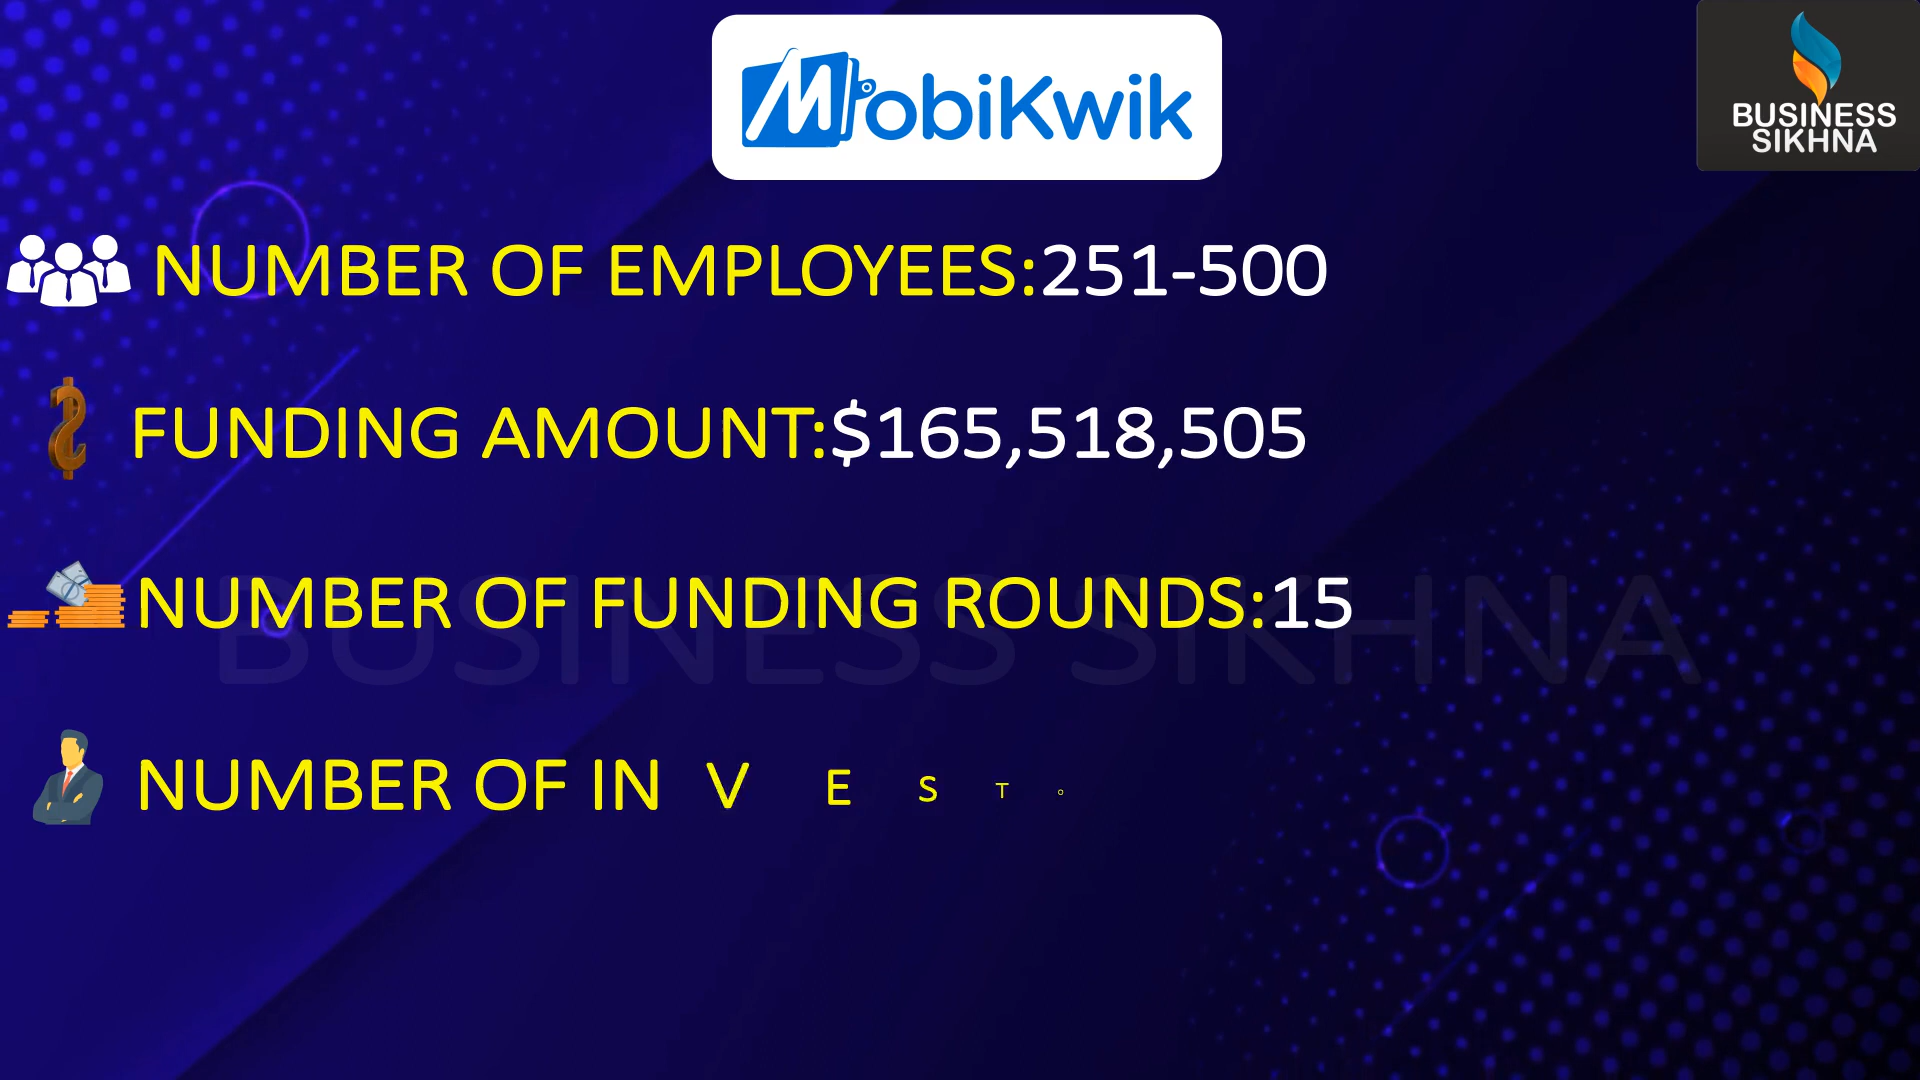 MobiKwik
BUSINESS
SIKHNA
NUMBER OF EMPLOYEES:251-500
FUNDING AMOUNT:$165,518,505
NUMBER OF FUNDING ROUNDS:15
BUSINESS SIKHNA
NUMBER OF INVESTO